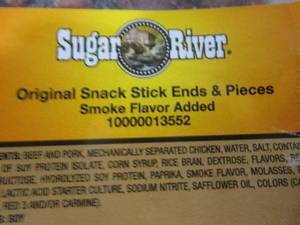 Sugar River.
Original Snack Stick Ends & Pieces
Smoke Flavor Added
10000013552
BEEF AND PORK, MECHANICALLY SEPARATED CHICKEN, WATER, SALT,
OF SOY PROTEIN ISOLATE, CORN SYRUP, RICE BRAN, DEXTROSE, FLAVORS,
HYDROLYZED SOY PROTEIN, PAPRIKA, SMOKE FLAVOR,
LACTIC ACID STARTER CULTURE, SODIUM NITRITE, SAFFLOWER OIL, COLORS
RED 3 AND/OR CARMINE).
SOY